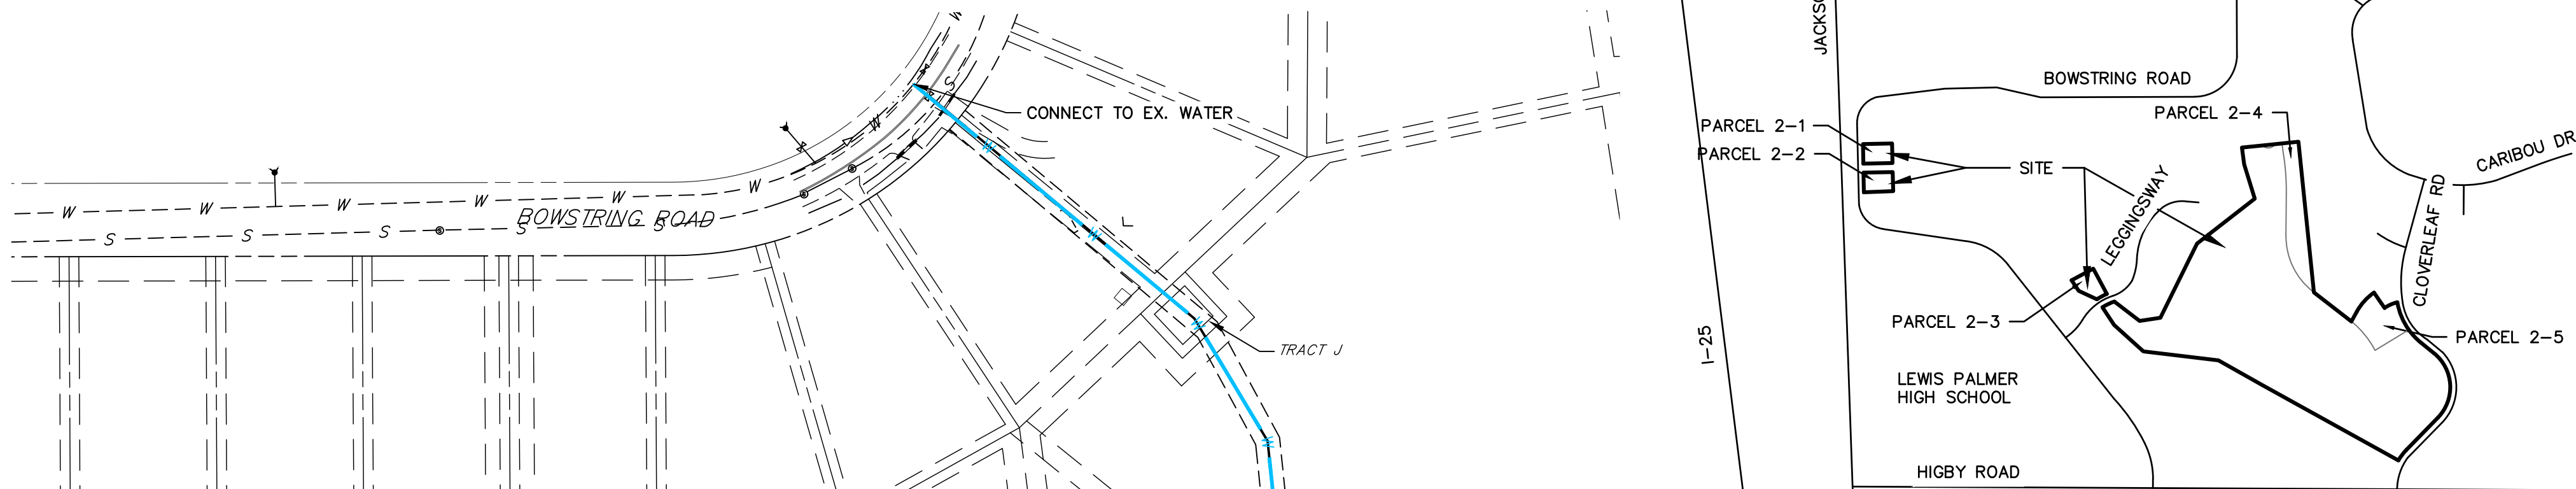 CONNECT TO EX. WATER
W
W
W
W
W
W
W
W
S
S
S
S
S
S
BOWSTRING ROAD
W
W
W
W
TRACT J
JACKSO
BOWSTRING ROAD
PARCEL 2-4
PARCEL 2-1
PARCEL 2-2
SITE
CARIBOU DR
LEGGINGSWAY
CLOVERLEAF RD
PARCEL 2-3
PARCEL 2-5
I-25
LEWIS PALMER
HIGH SCHOOL
HIGBY ROAD